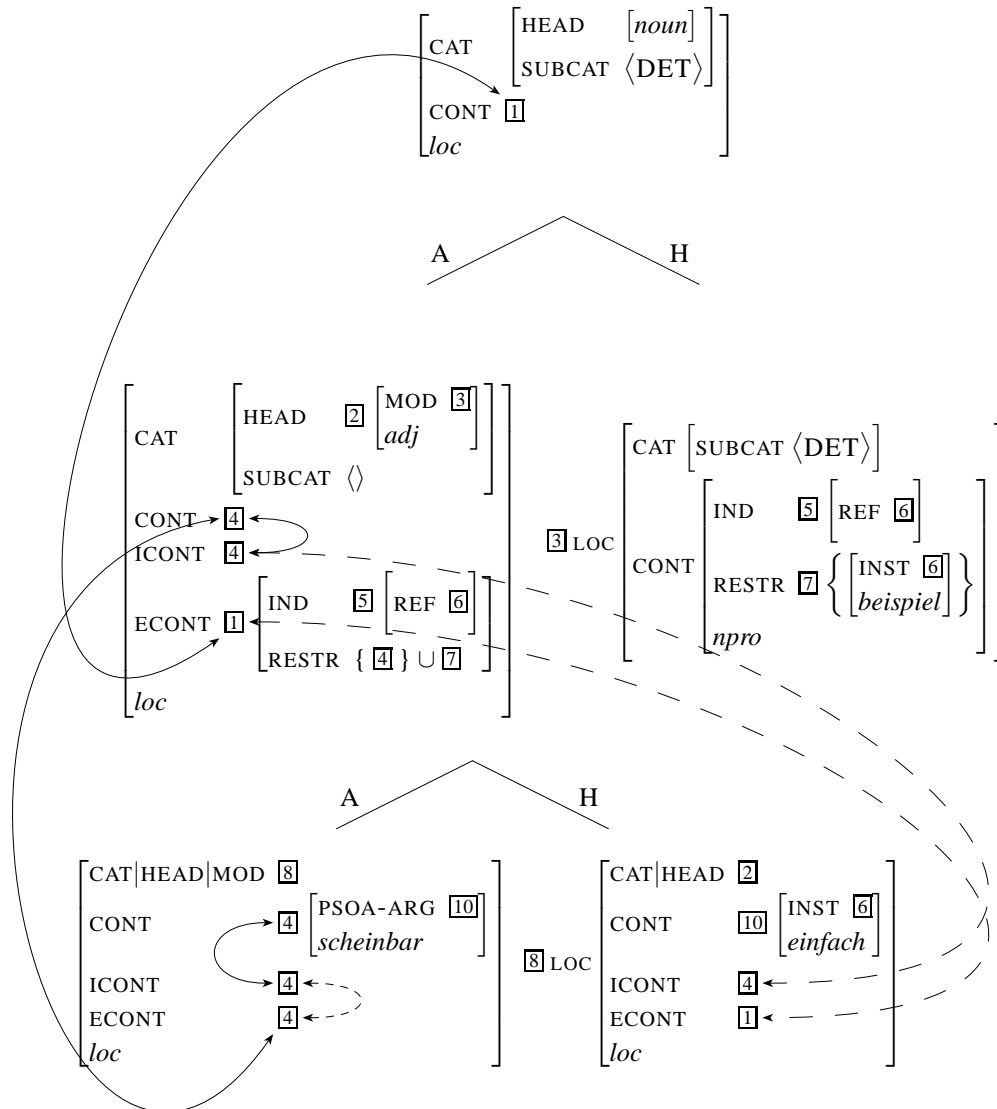 HEAD [noun]
CAT
SUBCAT ⟨DET⟩
CONT 1
loc
A H
HEAD 2 [MOD 3
adj]
CAT
SUBCAT ⟨⟩
CONT 4
ICONT 4
IND 5 [REF 6]
ECONT 1
RESTR { 4 } ∪ 7
loc
3 LOC
CAT [SUBCAT ⟨DET⟩]
IND 5 [REF 6]
CONT
RESTR 7 { [INST 6
beispiel] }
npro
A H
CAT|HEAD|MOD 8
CONT 4 [PSOA-ARG 10
scheinbar]
ICONT 4
ECONT 4
loc
8 LOC
CAT|HEAD 2
CONT 10 [INST 6
einfach]
ICONT 4
ECONT 1
loc